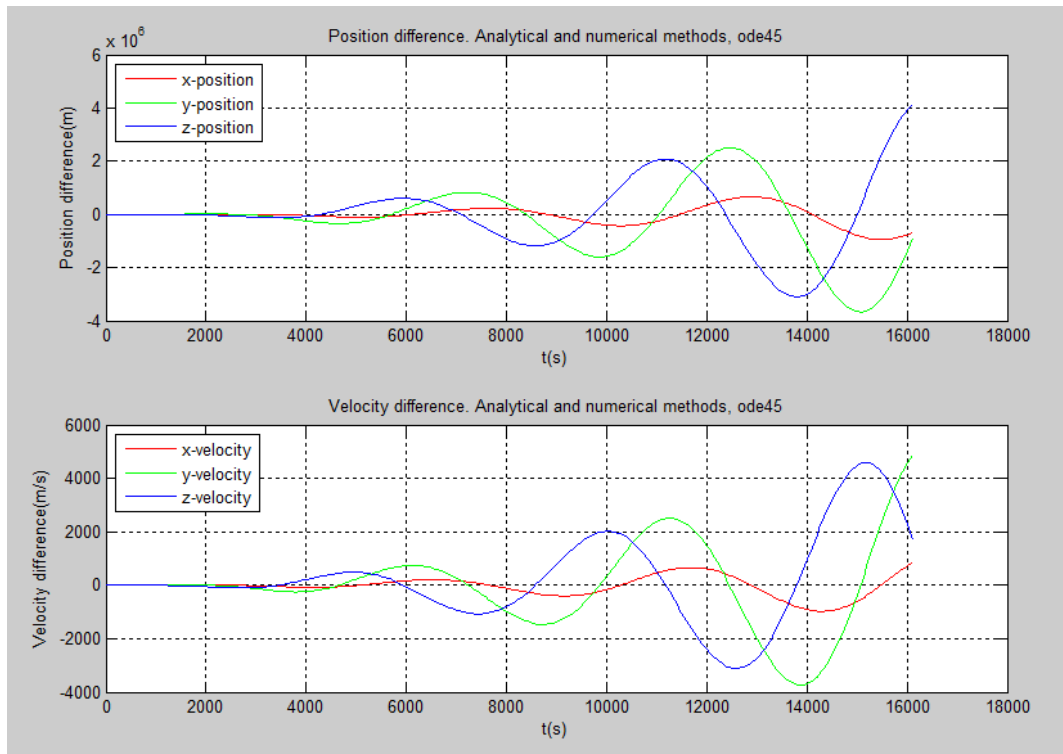 Position difference. Analytical and numerical methods, ode45
x 10^6
6
4
2
0
-2
-4
Position difference(m)
x-position
y-position
z-position
0 2000 4000 6000 8000 10000 12000 14000 16000 18000
t(s)
Velocity difference. Analytical and numerical methods, ode45
6000
4000
2000
0
-2000
-4000
Velocity difference(m/s)
x-velocity
y-velocity
z-velocity
0 2000 4000 6000 8000 10000 12000 14000 16000 18000
t(s)